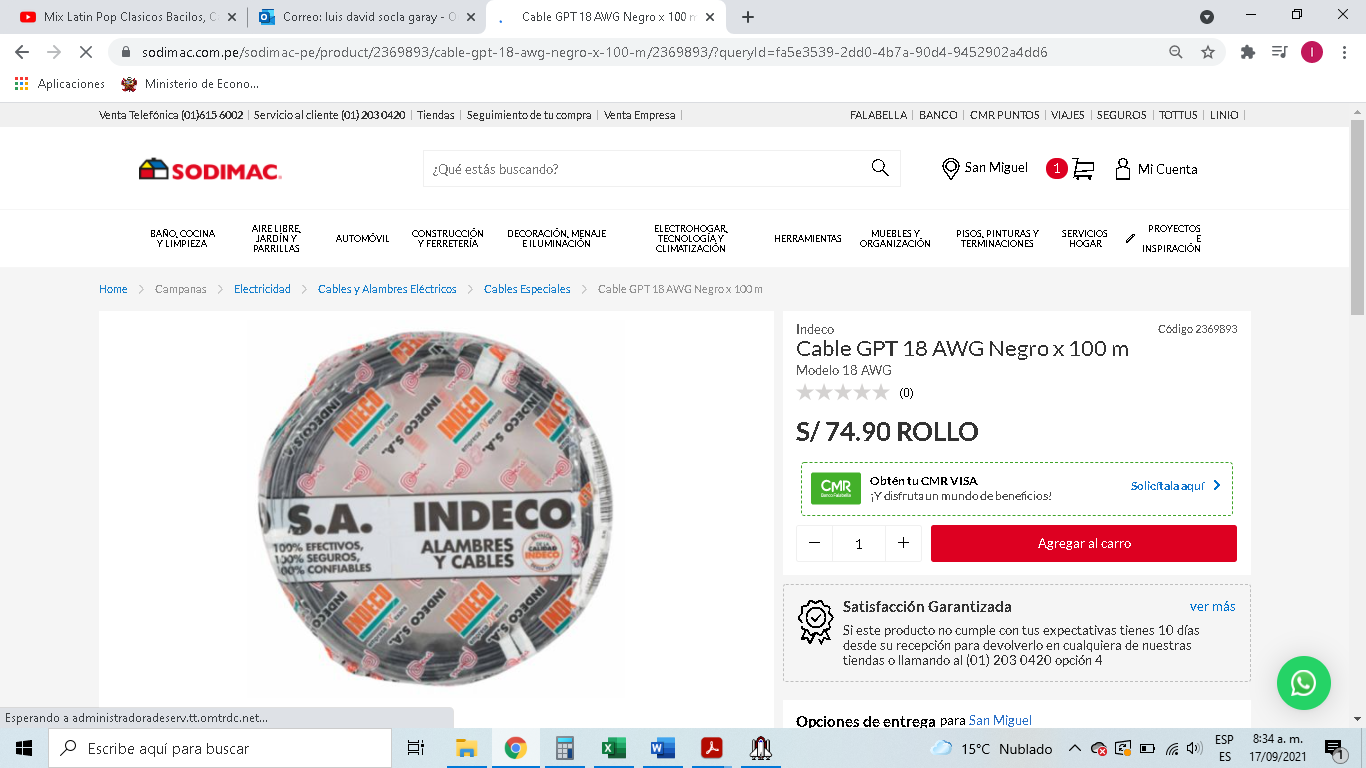 Mix Latin Pop Clasicos Bacilos, C
Correo: luis david socla garay - O
Cable GPT 18 AWG Negro x 100 m
sodimac.com.pe/sodimac-pe/product/2369893/cable-gpt-18-awg-negro-x-100-m/2369893/?queryId=fa5e3539-2dd0-4b7a-90d4-9452902a4dd6
I
Aplicaciones
Ministerio de Econo...
Venta Telefónica (01)615 6002 | Servicio al cliente (01) 203 0420 | Tiendas | Seguimiento de tu compra | Venta Empresa |
FALABELLA | BANCO | CMR PUNTOS | VIAJES | SEGUROS | TOTTUS | LINIO |
SODIMAC
¿Qué estás buscando?
San Miguel
1
Mi Cuenta
BAÑO, COCINA
Y LIMPIEZA
AIRE LIBRE,
JARDÍN Y
PARRILLAS
AUTOMÓVIL
CONSTRUCCIÓN
Y FERRETERÍA
DECORACIÓN, MENAJE
E ILUMINACIÓN
ELECTROHOGAR,
TECNOLOGÍA Y
CLIMATIZACIÓN
HERRAMIENTAS
MUEBLES Y
ORGANIZACIÓN
PISOS, PINTURAS Y
TERMINACIONES
SERVICIOS
HOGAR
PROYECTOS
E
INSPIRACIÓN
Home > Campanas > Electricidad > Cables y Alambres Eléctricos > Cables Especiales > Cable GPT 18 AWG Negro x 100 m
INDECO
INDECO S.A.
S.A. INDECO
100% EFECTIVOS,
100% SEGUROS,
100% CONFIABLES
ALAMBRES
Y CABLES
CALIDAD
INDECO
INDECO
INDECO S.A.
Indeco
Código 2369893
Cable GPT 18 AWG Negro x 100 m
Modelo 18 AWG
(0)
S/ 74.90 ROLLO
CMR
Banco Falabella
Obtén tu CMR VISA
¡Y disfruta un mundo de beneficios!
Solicítala aquí
1
Agregar al carro
Satisfacción Garantizada
ver más
Si este producto no cumple con tus expectativas tienes 10 días
desde su recepción para devolverlo en cualquiera de nuestras
tiendas o llamando al (01) 203 0420 opción 4
Opciones de entrega para San Miguel
Esperando a administradoradeserv.tt.omtrdc.net...
Escribe aquí para buscar
15°C Nublado
ESP
ES
8:34 a. m.
17/09/2021
1